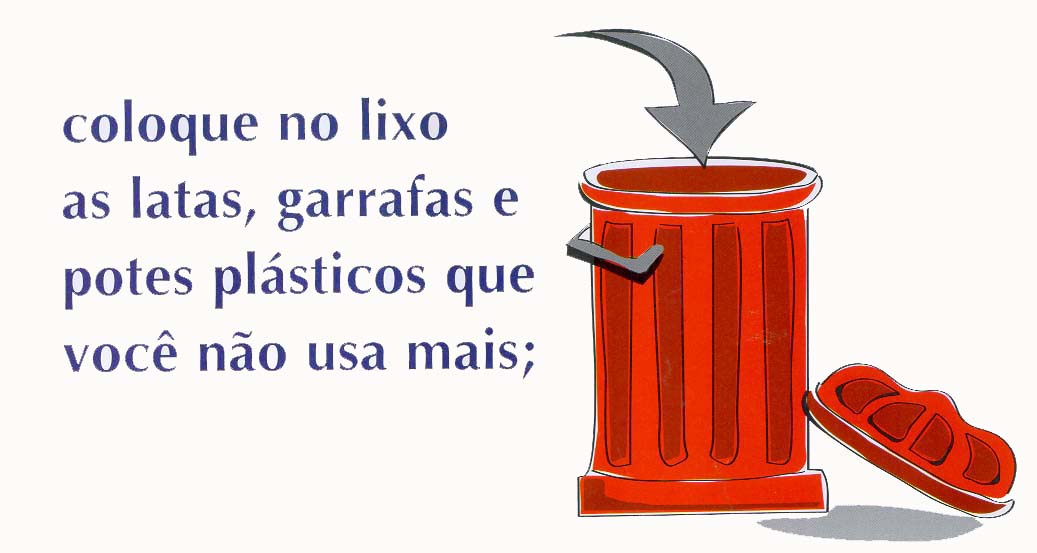 coloque no lixo
as latas, garrafas e
potes plásticos que
você não usa mais;